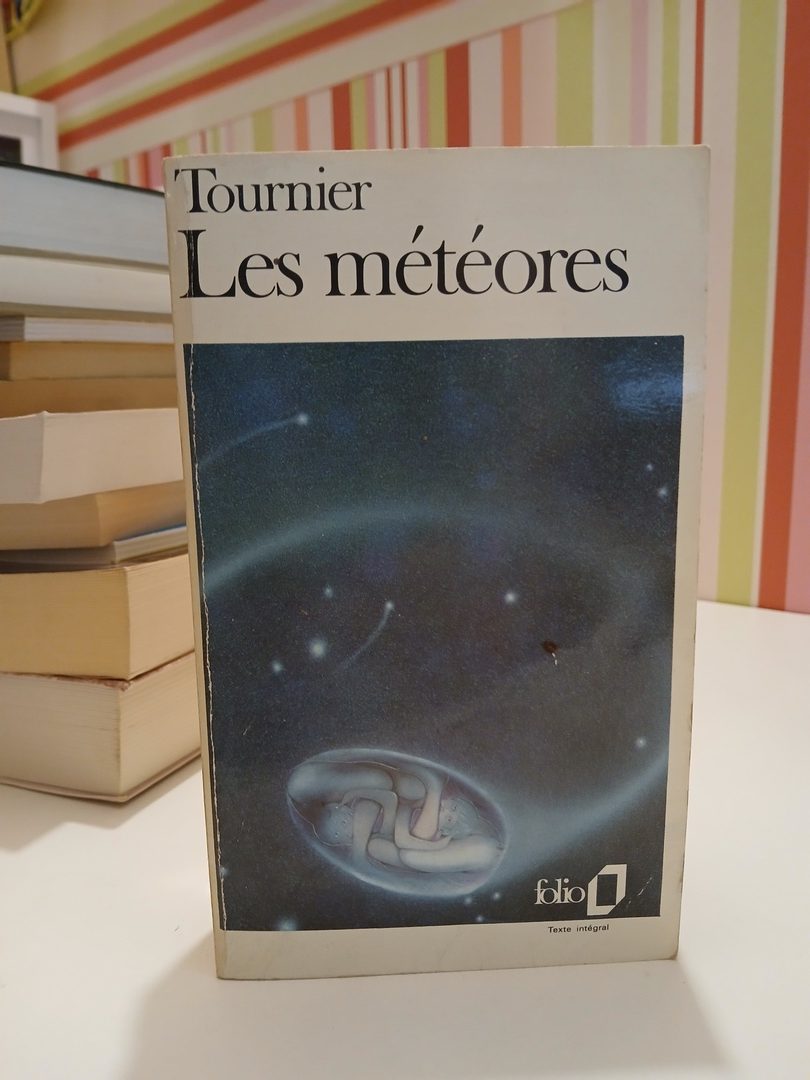 Tournier
Les météores
folio
Texte intégral